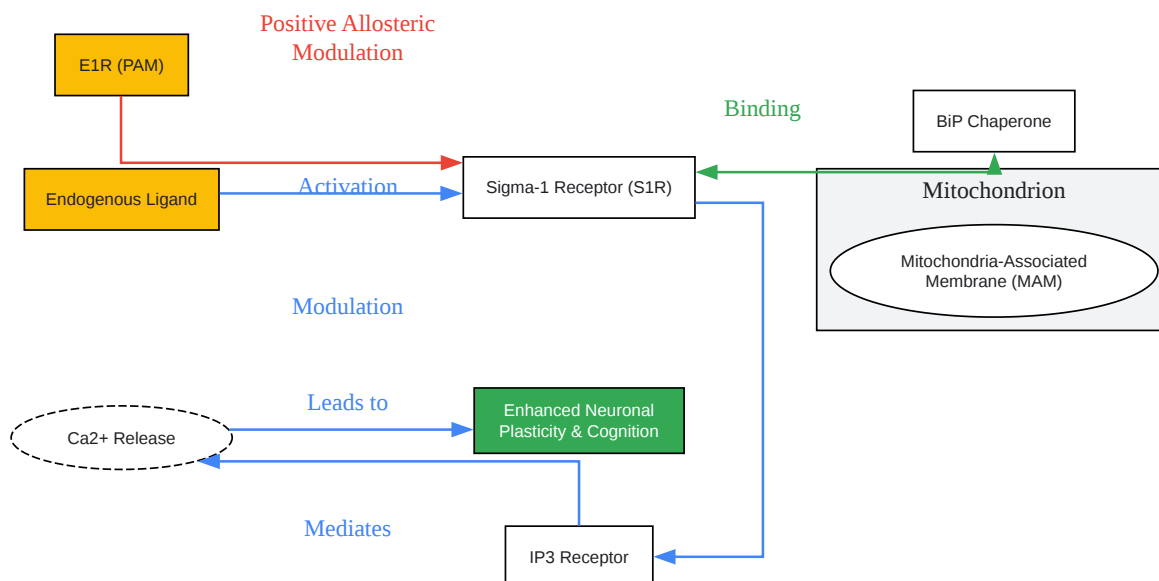 Positive Allosteric
Modulation
E1R (PAM)
Binding
BiP Chaperone
Endogenous Ligand
Activation
Sigma-1 Receptor (S1R)
Mitochondrion
Mitochondria-Associated
Membrane (MAM)
Modulation
Leads to
Enhanced Neuronal
Plasticity & Cognition
Ca2+ Release
Mediates
IP3 Receptor